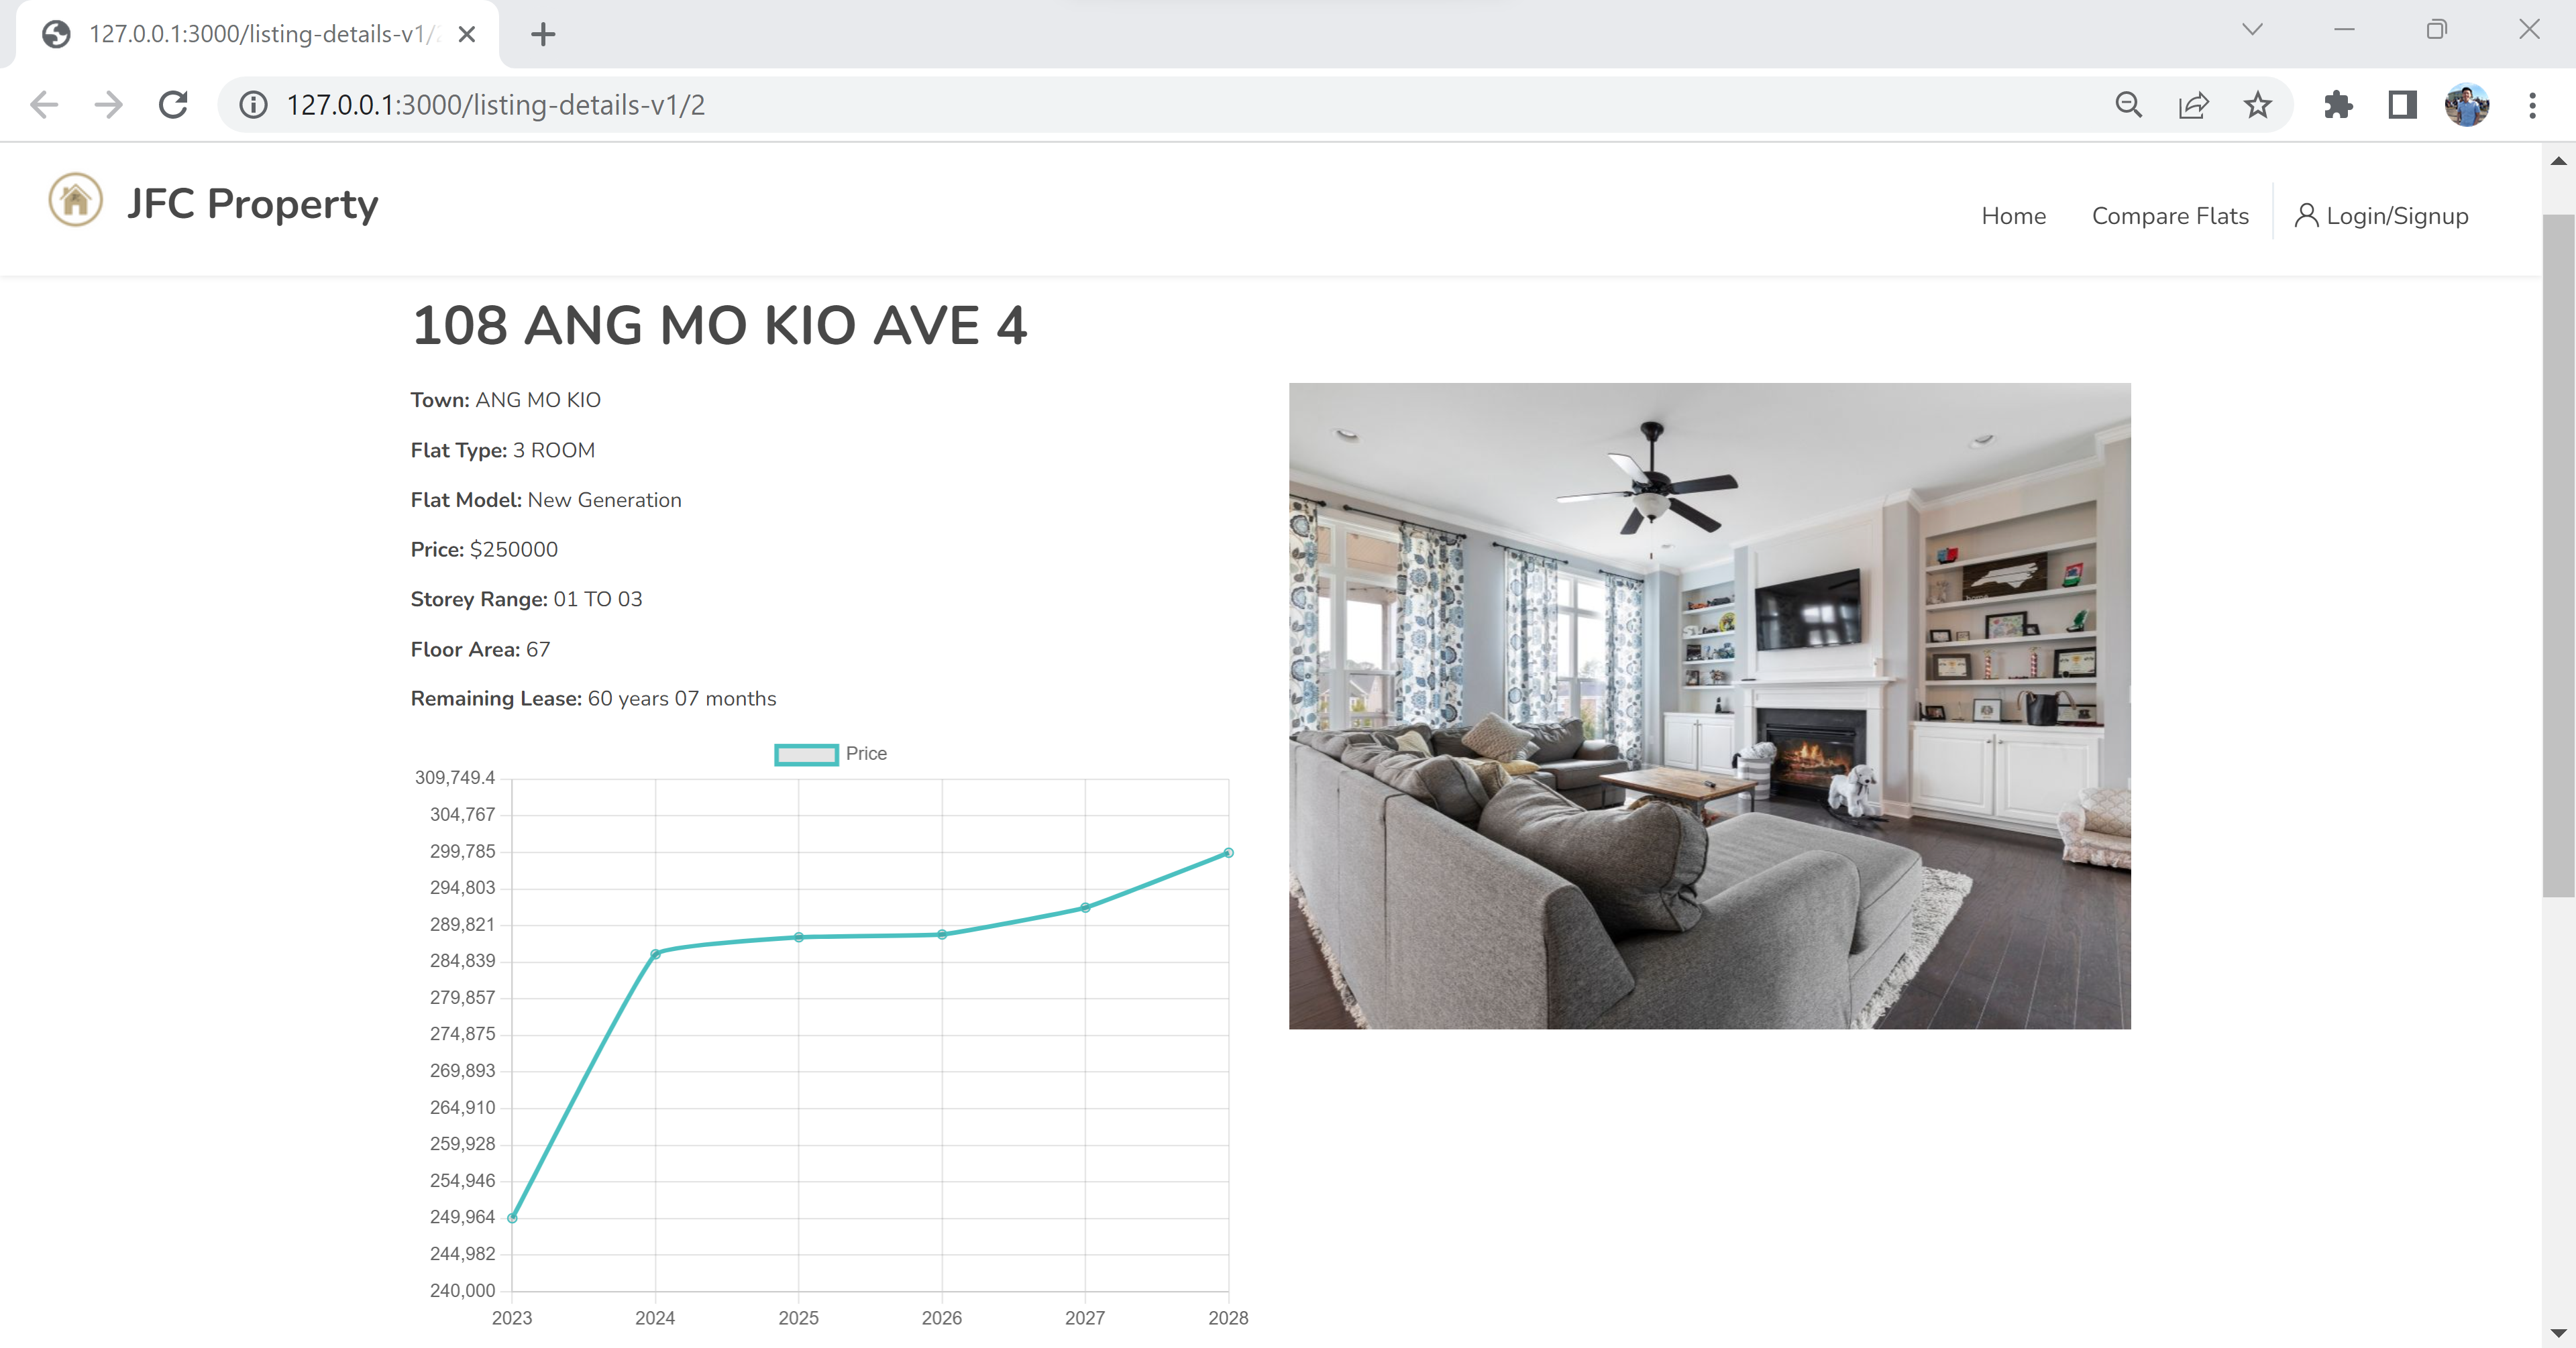 127.0.0.1:3000/listing-details-v1/
127.0.0.1:3000/listing-details-v1/2
JFC Property
Home
Compare Flats
Login/Signup
108 ANG MO KIO AVE 4
Town: ANG MO KIO
Flat Type: 3 ROOM
Flat Model: New Generation
Price: $250000
Storey Range: 01 TO 03
Floor Area: 67
Remaining Lease: 60 years 07 months
Price
309,749.4
304,767
299,785
294,803
289,821
284,839
279,857
274,875
269,893
264,910
259,928
254,946
249,964
244,982
240,000
2023 2024 2025 2026 2027 2028